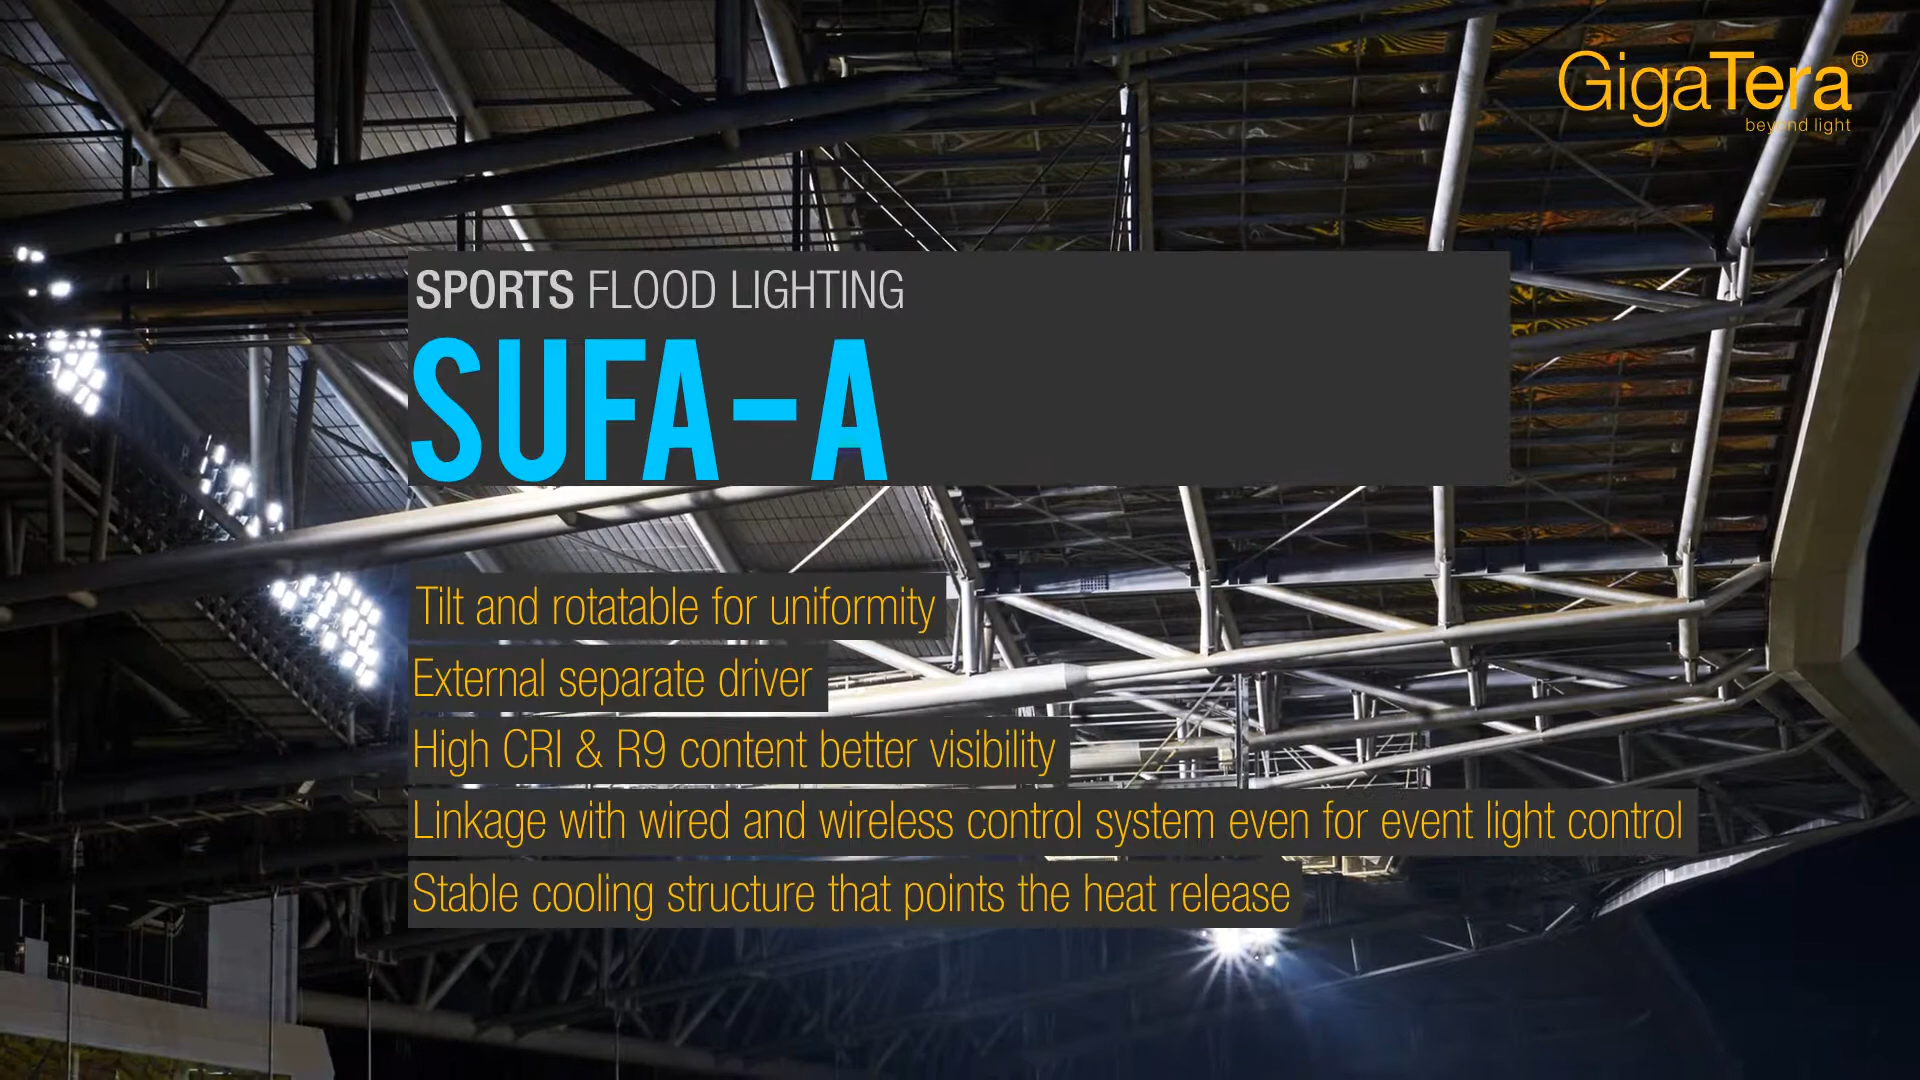 GigaTera®
beyond light
SPORTS FLOOD LIGHTING
SUFA-A
Tilt and rotatable for uniformity
External separate driver
High CRI & R9 content better visibility
Linkage with wired and wireless control system even for event light control
Stable cooling structure that points the heat release